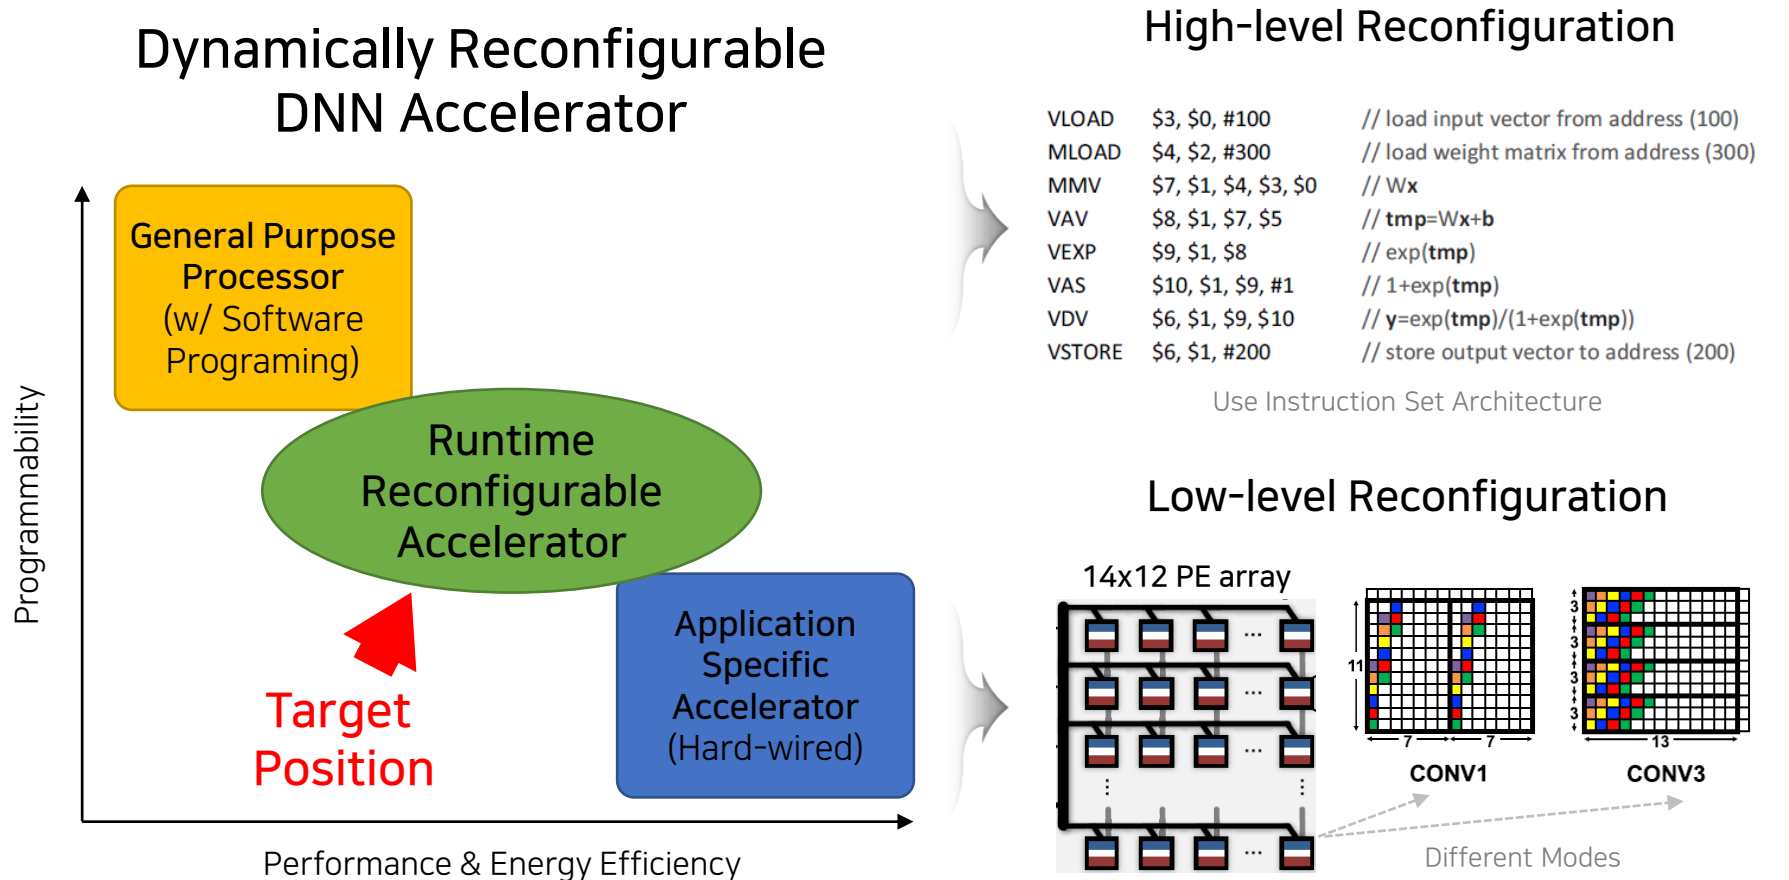 Dynamically Reconfigurable
DNN Accelerator
Programmability
General Purpose
Processor
(w/ Software
Programing)
Runtime
Reconfigurable
Accelerator
Target
Position
Application
Specific
Accelerator
(Hard-wired)
Performance & Energy Efficiency
High-level Reconfiguration
VLOAD $3, $0, #100 // load input vector from address (100)
MLOAD $4, $2, #300 // load weight matrix from address (300)
MMV $7, $1, $4, $3, $0 // Wx
VAV $8, $1, $7, $5 // tmp=Wx+b
VEXP $9, $1, $8 // exp(tmp)
VAS $10, $1, $9, #1 // 1+exp(tmp)
VDV $6, $1, $9, $10 // y=exp(tmp)/(1+exp(tmp))
VSTORE $6, $1, #200 // store output vector to address (200)
Use Instruction Set Architecture
Low-level Reconfiguration
14x12 PE array
...
...
...
...
11
7 7
CONV1
3
3
3
3
13
CONV3
Different Modes